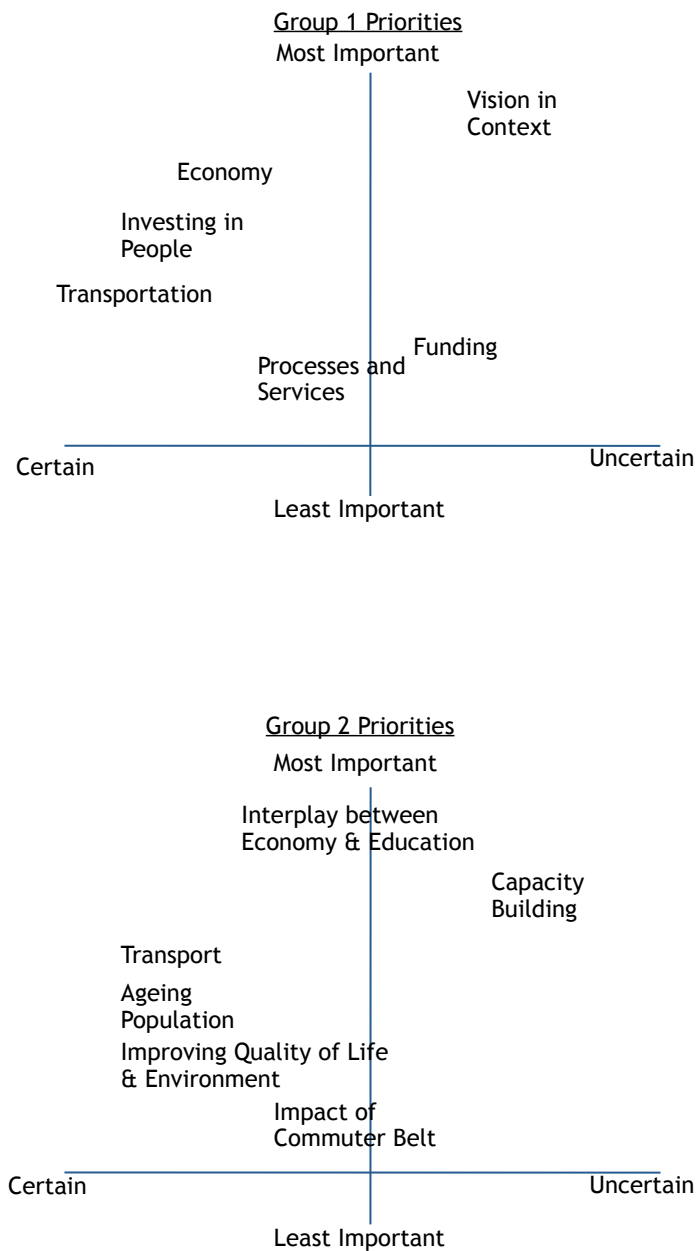 Group 1 Priorities
Most Important
Vision in
Context
Economy
Investing in
People
Transportation
Funding
Processes and
Services
Uncertain
Certain
Least Important
Group 2 Priorities
Most Important
Interplay between
Economy & Education
Capacity
Building
Transport
Ageing
Population
Improving Quality of Life
& Environment
Impact of
Commuter Belt
Certain
Uncertain
Least Important